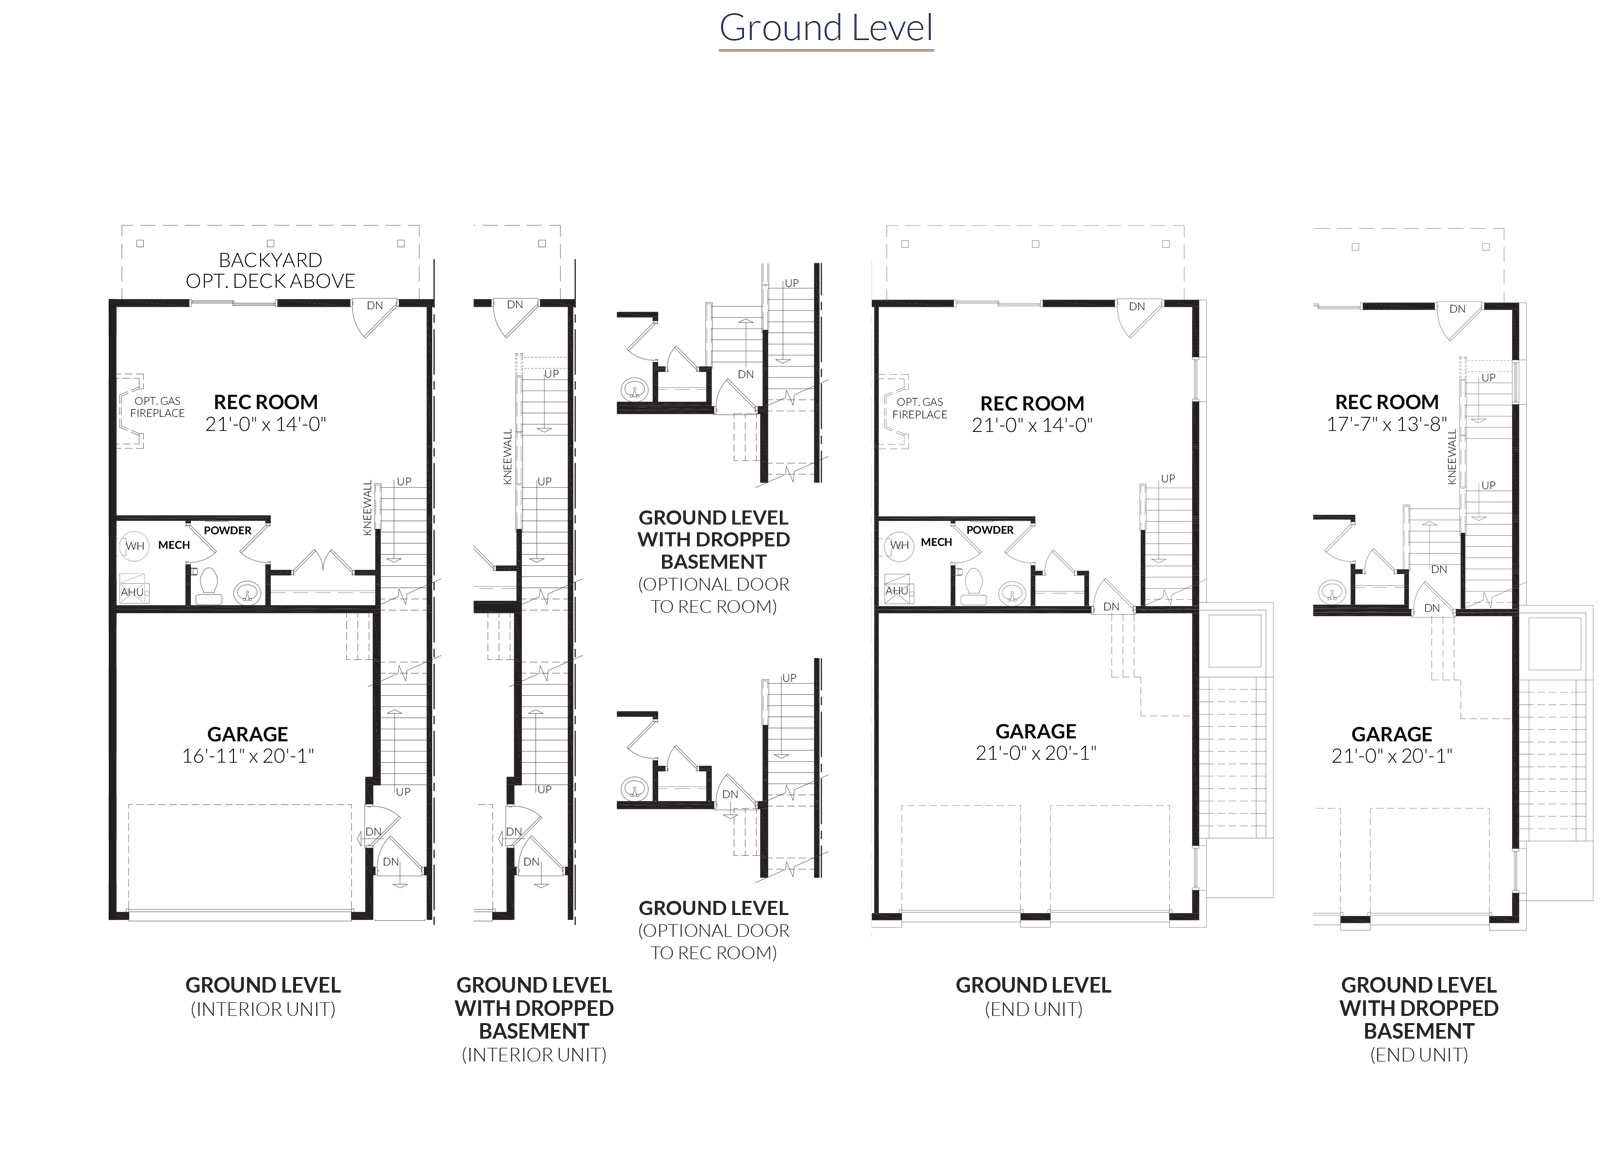 Ground Level
BACKYARD
OPT. DECK ABOVE
DN
OPT. GAS
FIREPLACE
REC ROOM
21'-0" x 14'-0"
KNEEWALL
UP
WH
MECH
POWDER
AHU
GARAGE
16'-11" x 20'-1"
UP
DN
DN
GROUND LEVEL
(INTERIOR UNIT)
DN
UP
KNEEWALL
UP
UP
DN
DN
GROUND LEVEL
WITH DROPPED
BASEMENT
(INTERIOR UNIT)
UP
DN
GROUND LEVEL
WITH DROPPED
BASEMENT
(OPTIONAL DOOR
TO REC ROOM)
UP
DN
GROUND LEVEL
(OPTIONAL DOOR
TO REC ROOM)
DN
OPT. GAS
FIREPLACE
REC ROOM
21'-0" x 14'-0"
UP
WH
MECH
POWDER
AHU
DN
GARAGE
21'-0" x 20'-1"
GROUND LEVEL
(END UNIT)
DN
UP
REC ROOM
17'-7" x 13'-8"
KNEEWALL
UP
DN
DN
GARAGE
21'-0" x 20'-1"
GROUND LEVEL
WITH DROPPED
BASEMENT
(END UNIT)